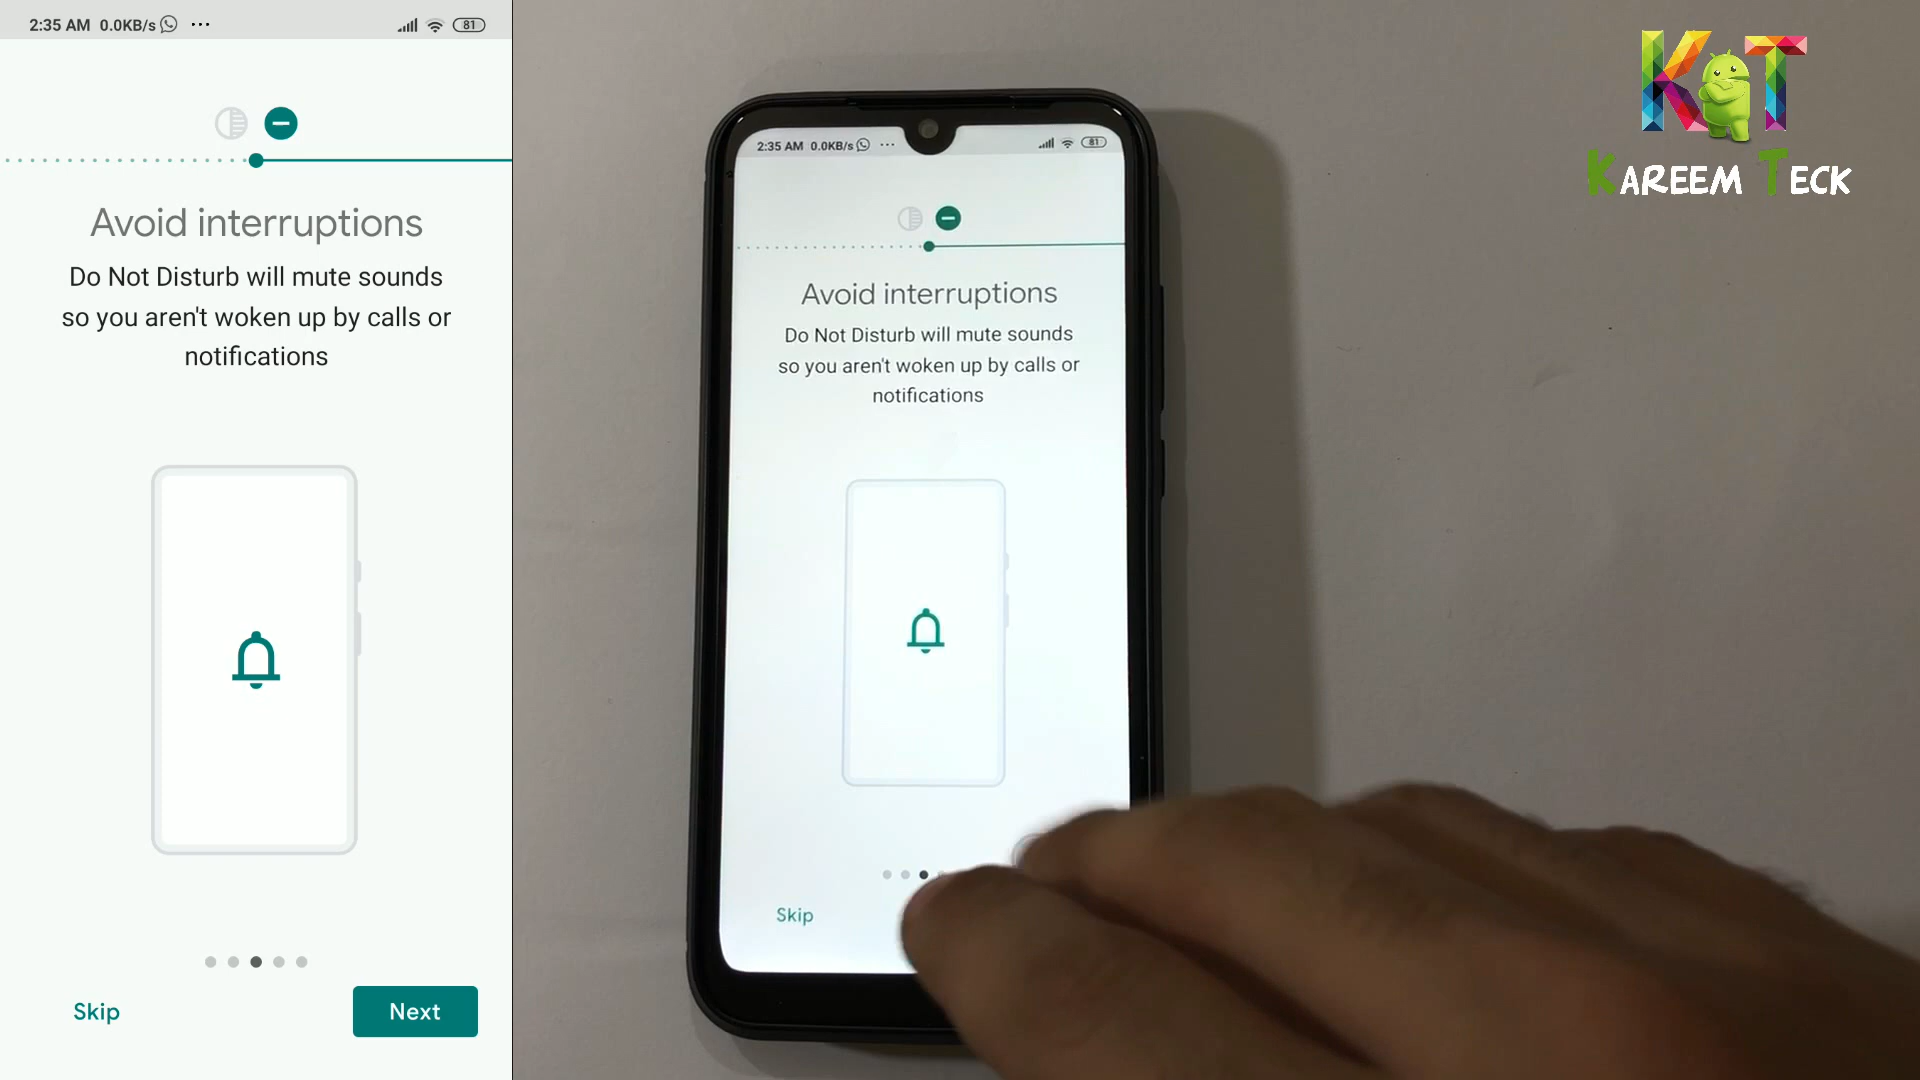 2:35 AM 0.0KB/s ... 81
Avoid interruptions
Do Not Disturb will mute sounds
so you aren't woken up by calls or
notifications
Skip
Next
2:35 AM 0.0KB/s ... 81
Avoid interruptions
Do Not Disturb will mute sounds
so you aren't woken up by calls or
notifications
Skip
K T
KAREEM TECK